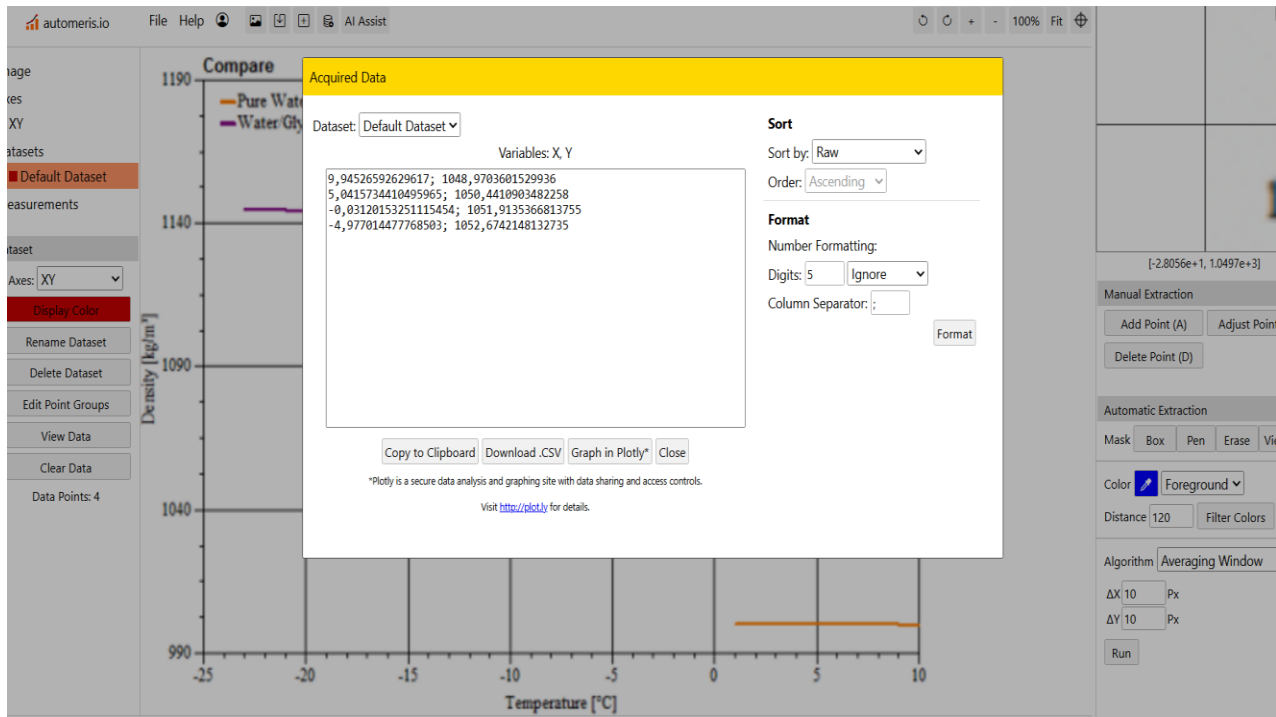 automeris.io
File Help AI Assist
100% Fit
nage
xes
XY
atasets
Default Dataset
easurements
ataset
Axes: XY
Display Color
Rename Dataset
Delete Dataset
Edit Point Groups
View Data
Clear Data
Data Points: 4
Compare
Pure Wate
Water/Gly
1190
1140
1090
1040
990
Density [kg/m³]
-25 -20 -15 -10 -5 0 5 10
Temperature [°C]
Acquired Data
Dataset: Default Dataset
Variables: X, Y
9,94526592629617; 1048,9703601529936
5,0415734410495965; 1050,4410903482258
-0,03120153251115454; 1051,9135366813755
-4,977014477768503; 1052,6742148132735
Copy to Clipboard Download .CSV Graph in Plotly* Close
*Plotly is a secure data analysis and graphing site with data sharing and access controls.
Visit http://plot.ly for details.
Sort
Sort by: Raw
Order: Ascending
Format
Number Formatting:
Digits: 5 Ignore
Column Separator: ;
Format
[-2.8056e+1, 1.0497e+3]
Manual Extraction
Add Point (A) Adjust Poin
Delete Point (D)
Automatic Extraction
Mask Box Pen Erase Vi
Color Foreground
Distance 120 Filter Colors
Algorithm Averaging Window
ΔX 10 Px
ΔY 10 Px
Run